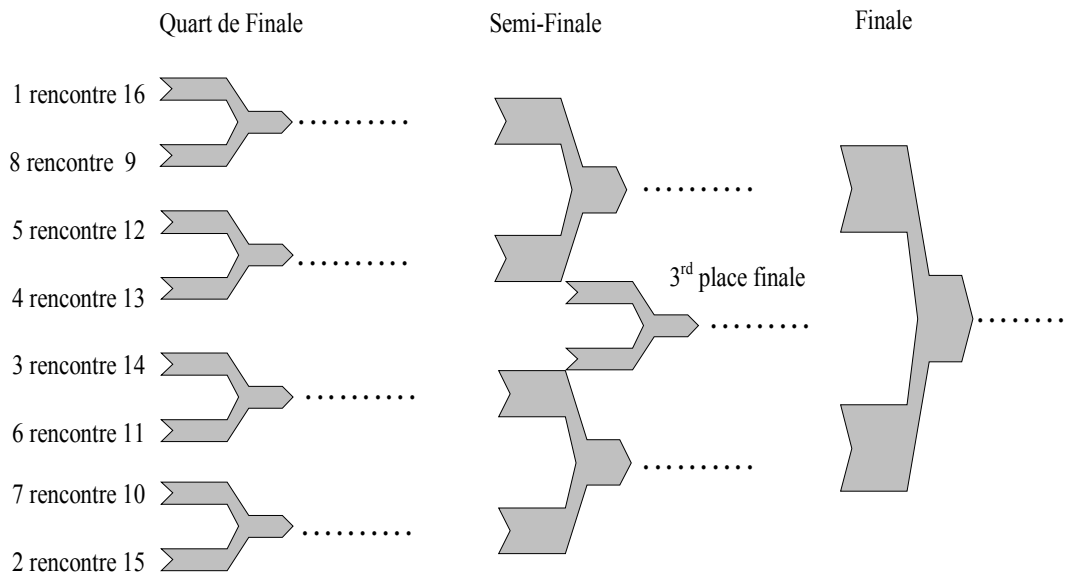 Quart de Finale
Semi-Finale
Finale
1 rencontre 16
8 rencontre 9
5 rencontre 12
4 rencontre 13
3rd place finale
3 rencontre 14
6 rencontre 11
7 rencontre 10
2 rencontre 15